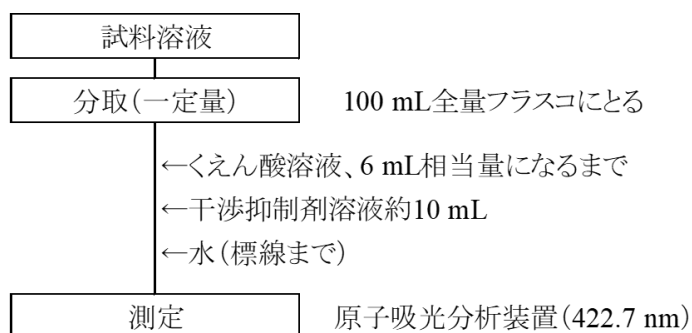 試料溶液
分取（一定量） 100 mL全量フラスコにとる
←くえん酸溶液、6 mL相当量になるまで
←干渉抑制剤溶液約10 mL
←水（標線まで）
測定 原子吸光分析装置（422.7 nm）